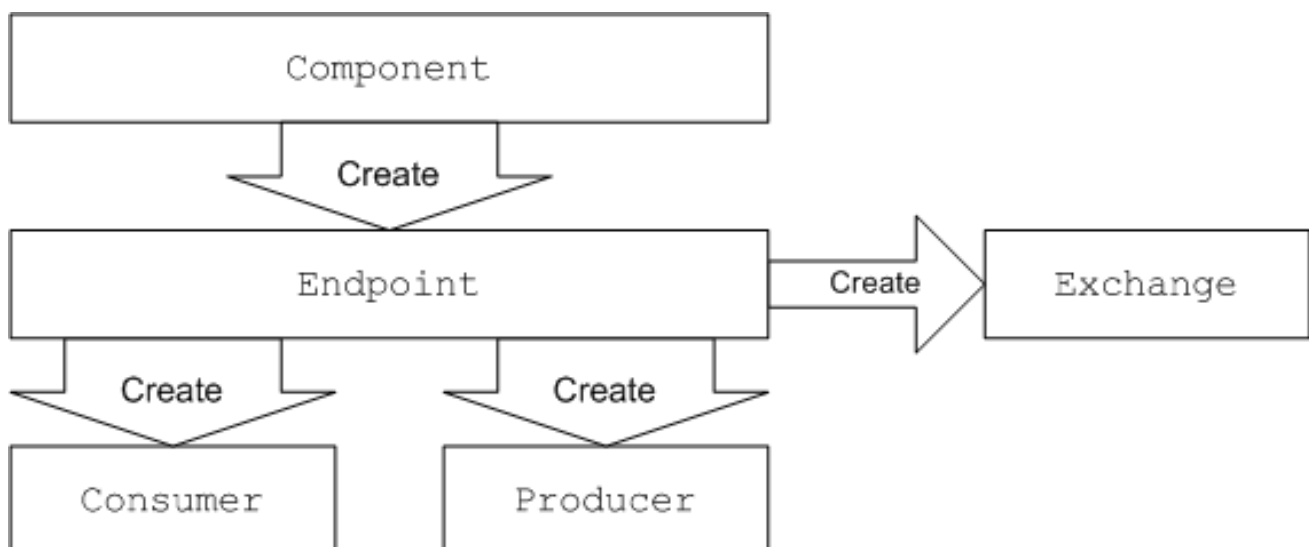 Component
Create
Endpoint
Create
Exchange
Create
Create
Consumer
Producer